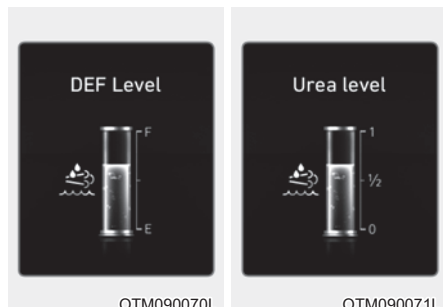 DEF Level
F
E
OTM090070L
Urea level
1
1/2
0
OTM090071L